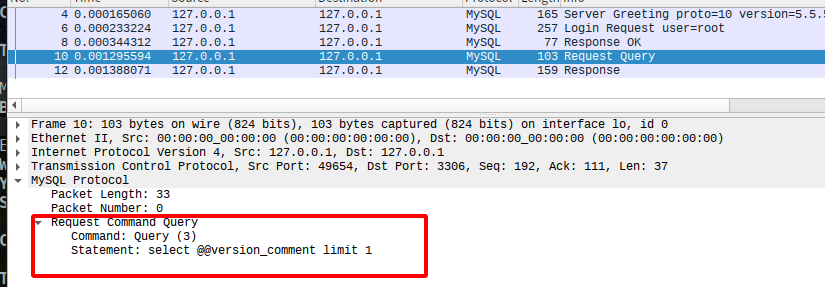 No. Time Source Destination Protocol Length Info
4 0.000165060 127.0.0.1 127.0.0.1 MySQL 165 Server Greeting proto=10 version=5.5.5
6 0.000233224 127.0.0.1 127.0.0.1 MySQL 257 Login Request user=root
8 0.000344312 127.0.0.1 127.0.0.1 MySQL 77 Response OK
10 0.001295594 127.0.0.1 127.0.0.1 MySQL 103 Request Query
12 0.001388071 127.0.0.1 127.0.0.1 MySQL 159 Response
Frame 10: 103 bytes on wire (824 bits), 103 bytes captured (824 bits) on interface lo, id 0
Ethernet II, Src: 00:00:00_00:00:00 (00:00:00:00:00:00), Dst: 00:00:00_00:00:00 (00:00:00:00:00:00)
Internet Protocol Version 4, Src: 127.0.0.1, Dst: 127.0.0.1
Transmission Control Protocol, Src Port: 49654, Dst Port: 3306, Seq: 192, Ack: 111, Len: 37
MySQL Protocol
Packet Length: 33
Packet Number: 0
Request Command Query
Command: Query (3)
Statement: select @@version_comment limit 1